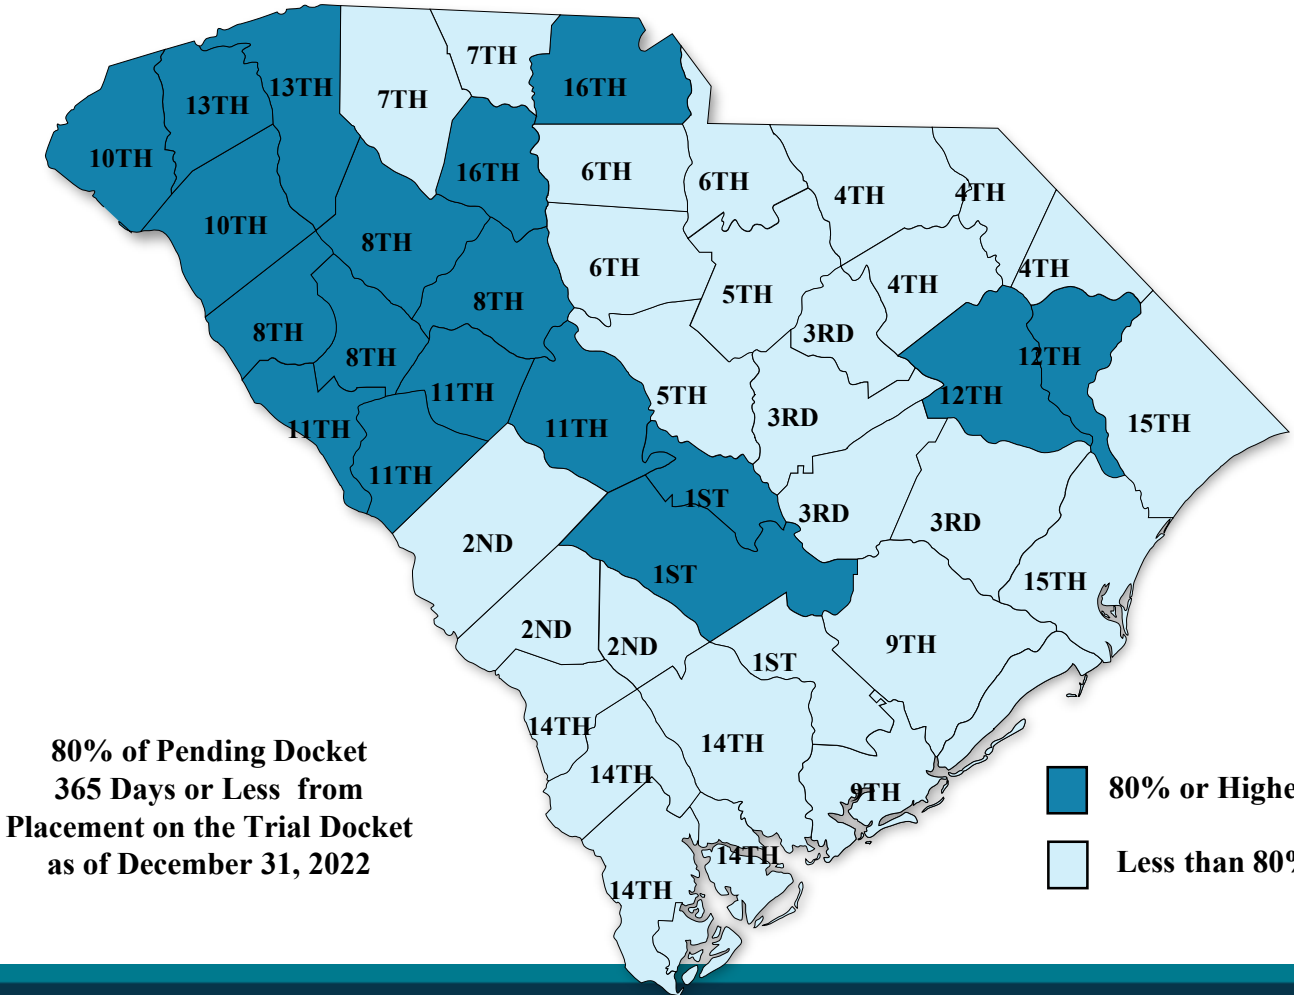 7TH
13TH
7TH
16TH
13TH
10TH
16TH
6TH
6TH
4TH
4TH
10TH
8TH
6TH
4TH
5TH
4TH
8TH
8TH
3RD
8TH
12TH
11TH
5TH
12TH
3RD
11TH
11TH
15TH
11TH
1ST
3RD
3RD
2ND
1ST
15TH
2ND
2ND
9TH
1ST
14TH
14TH
14TH
9TH
14TH
14TH
80% of Pending Docket
365 Days or Less from
Placement on the Trial Docket
as of December 31, 2022
80% or Highe
Less than 80%